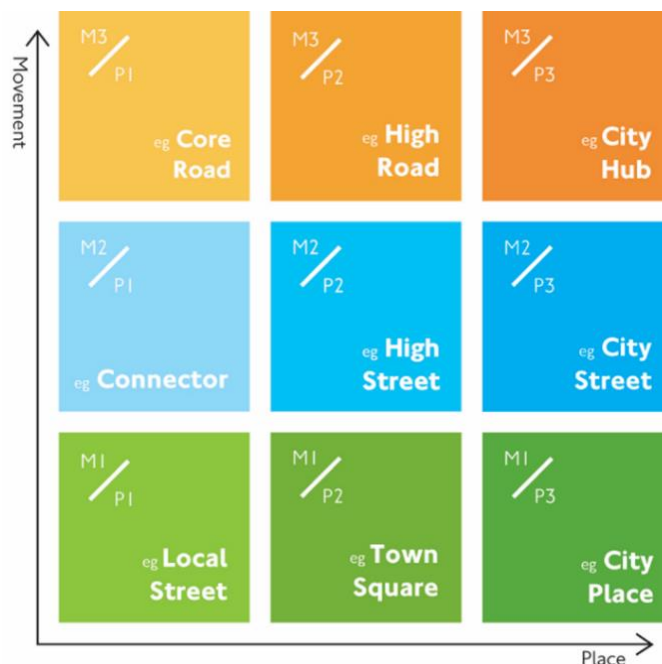 Movement
M3
P1
eg Core
Road
M3
P2
eg High
Road
M3
P3
eg City
Hub
M2
P1
eg Connector
M2
P2
eg High
Street
M2
P3
eg City
Street
M1
P1
eg Local
Street
M1
P2
eg Town
Square
M1
P3
eg City
Place
Place